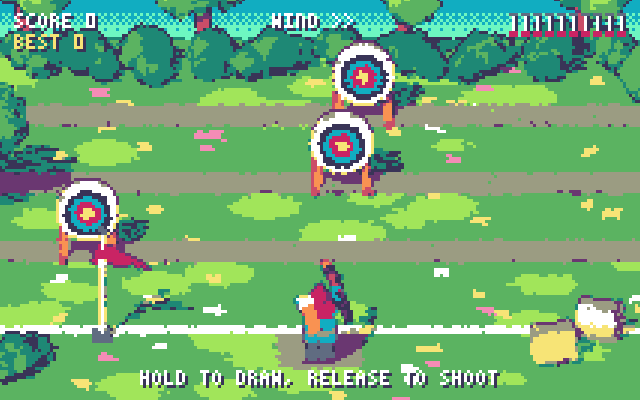 SCORE 0
WIND >>
BEST 0
HOLD TO DRAW, RELEASE TO SHOOT